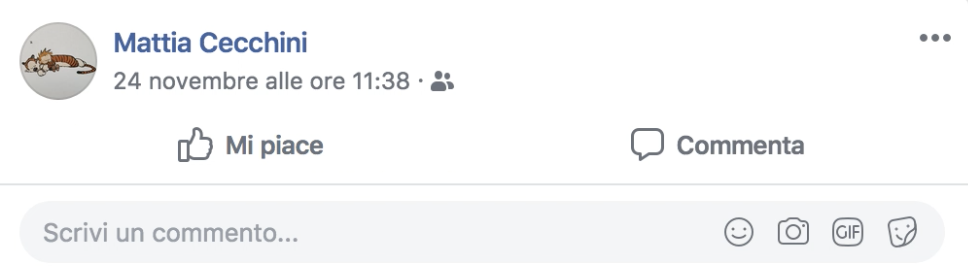 Mattia Cecchini
24 novembre alle ore 11:38 ·
Mi piace
Commenta
Scrivi un commento...
GIF